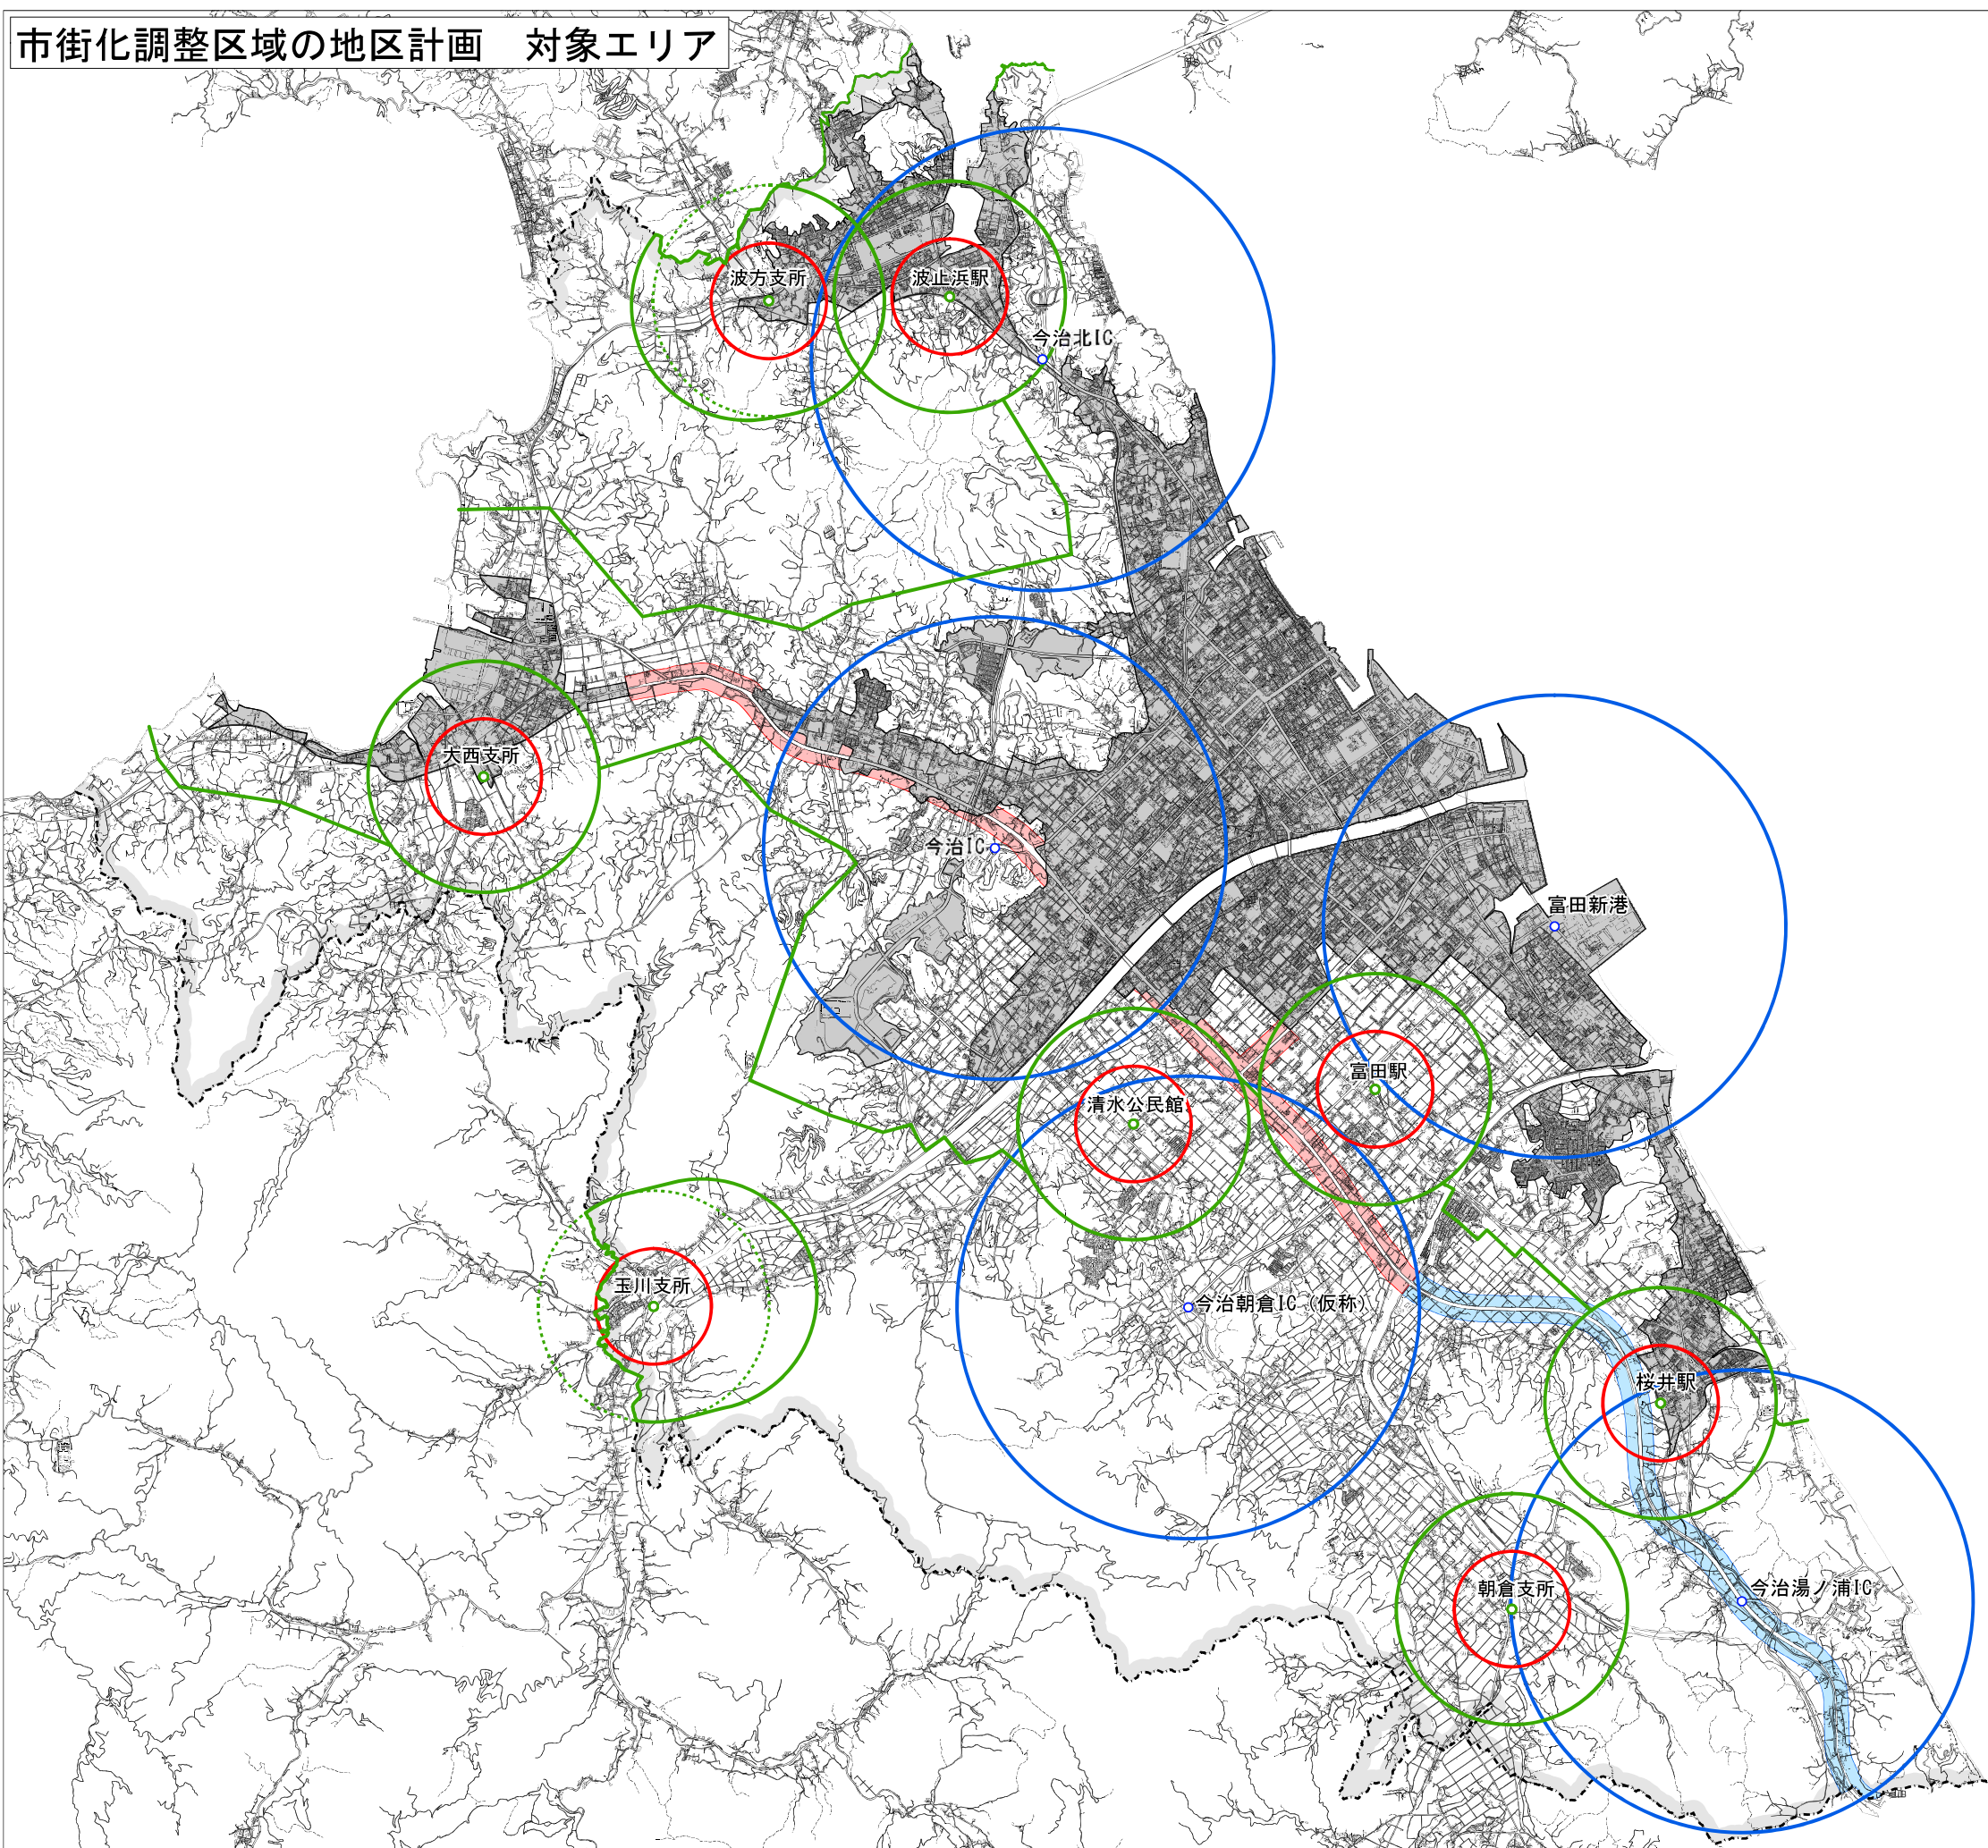 市街化調整区域の地区計画　対象エリア
波方支所
波止浜駅
今治北IC
大西支所
今治IC
富田新港
富田駅
清水公民館
玉川支所
今治朝倉IC（仮称）
桜井駅
朝倉支所
今治湯ノ浦IC